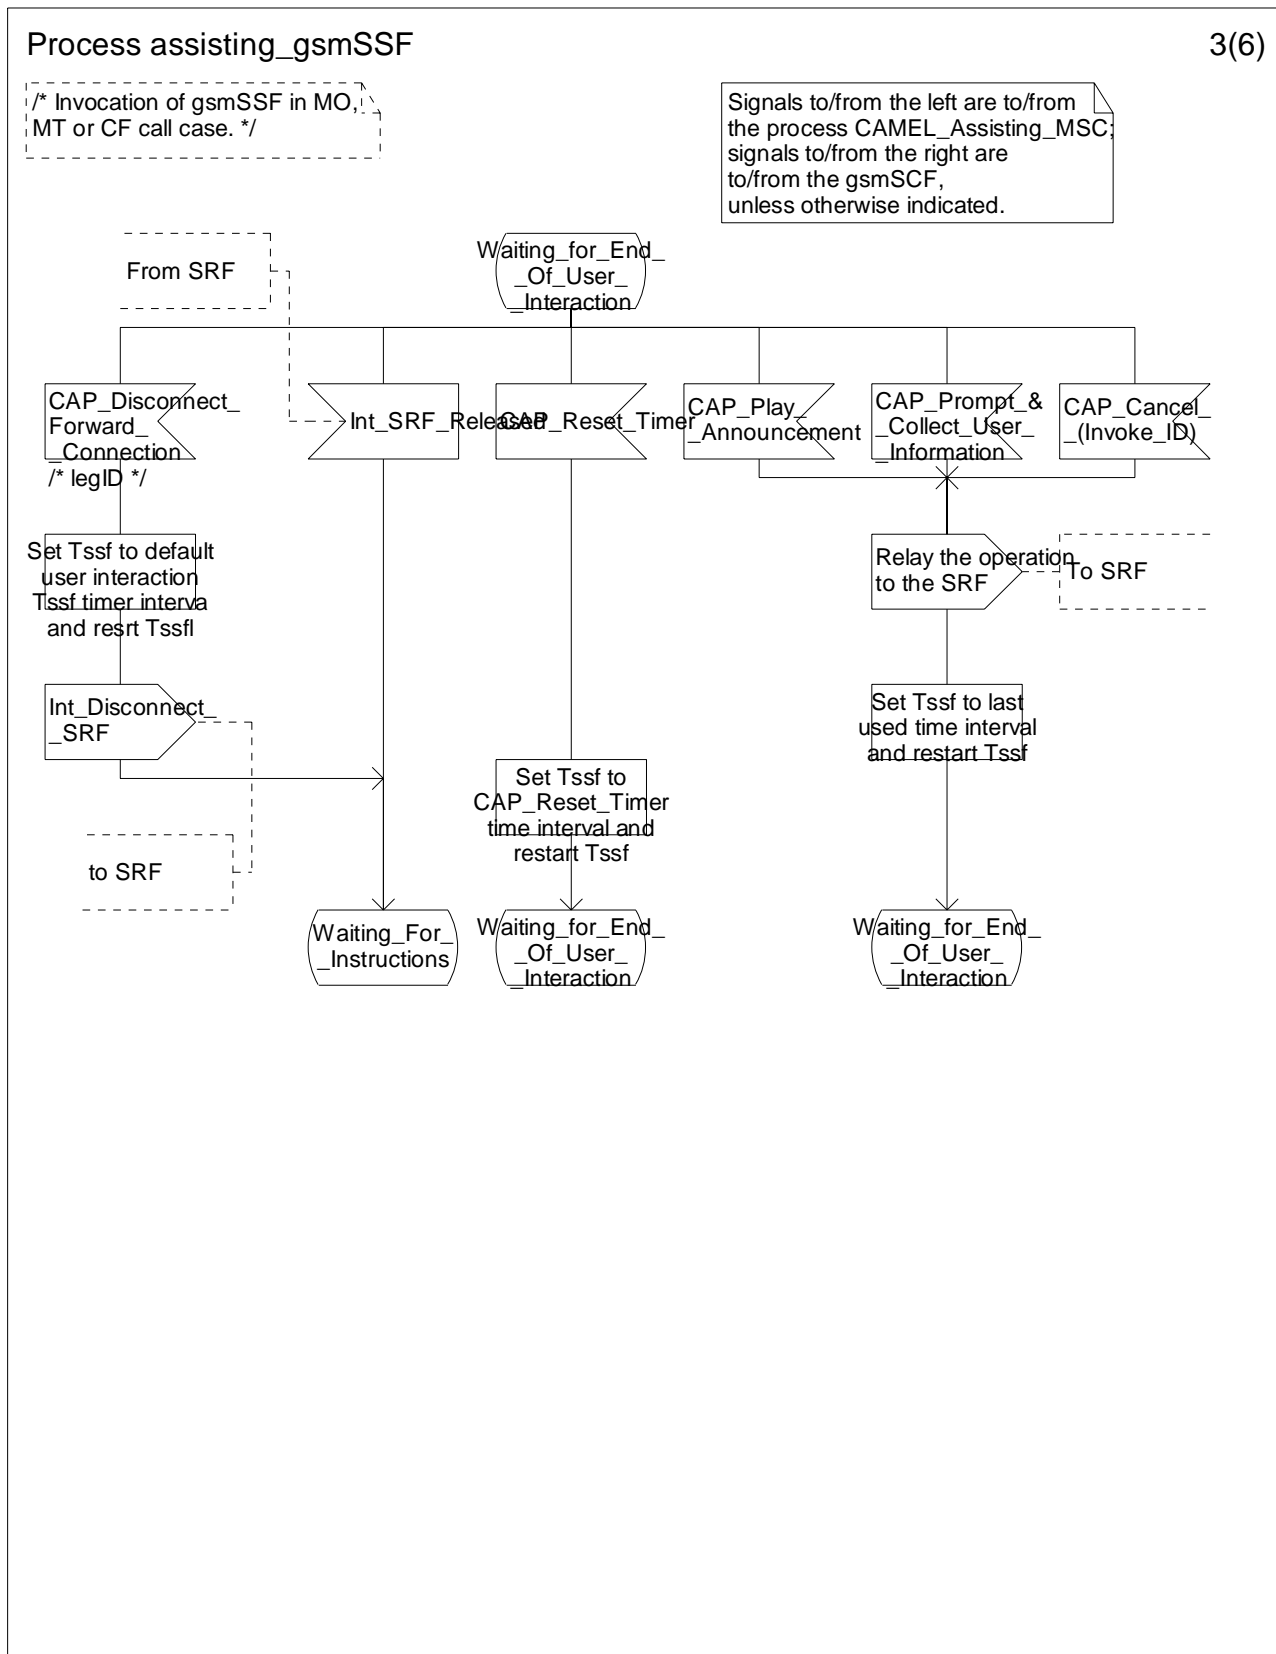 Process assisting_gsmSSF
3(6)
/* Invocation of gsmSSF in MO,
MT or CF call case. */
Signals to/from the left are to/from
the process CAMEL_Assisting_MSC;
signals to/from the right are
to/from the gsmSCF,
unless otherwise indicated.
From SRF
Waiting_for_End_
_Of_User_
_Interaction
CAP_Disconnect_
Forward_
_Connection
/* legID */
Int_SRF_Released
CAP_Reset_Timer
CAP_Play_
_Announcement
CAP_Prompt_&
_Collect_User_
_Information
CAP_Cancel_
_(Invoke_ID)
Set Tssf to default
user interaction
Tssf timer interva
and resrt Tssfl
Relay the operation
to the SRF
To SRF
Int_Disconnect_
_SRF
Set Tssf to last
used time interval
and restart Tssf
Set Tssf to
CAP_Reset_Timer
time interval and
restart Tssf
to SRF
Waiting_For_
_Instructions
Waiting_for_End_
_Of_User_
_Interaction
Waiting_for_End_
_Of_User_
_Interaction